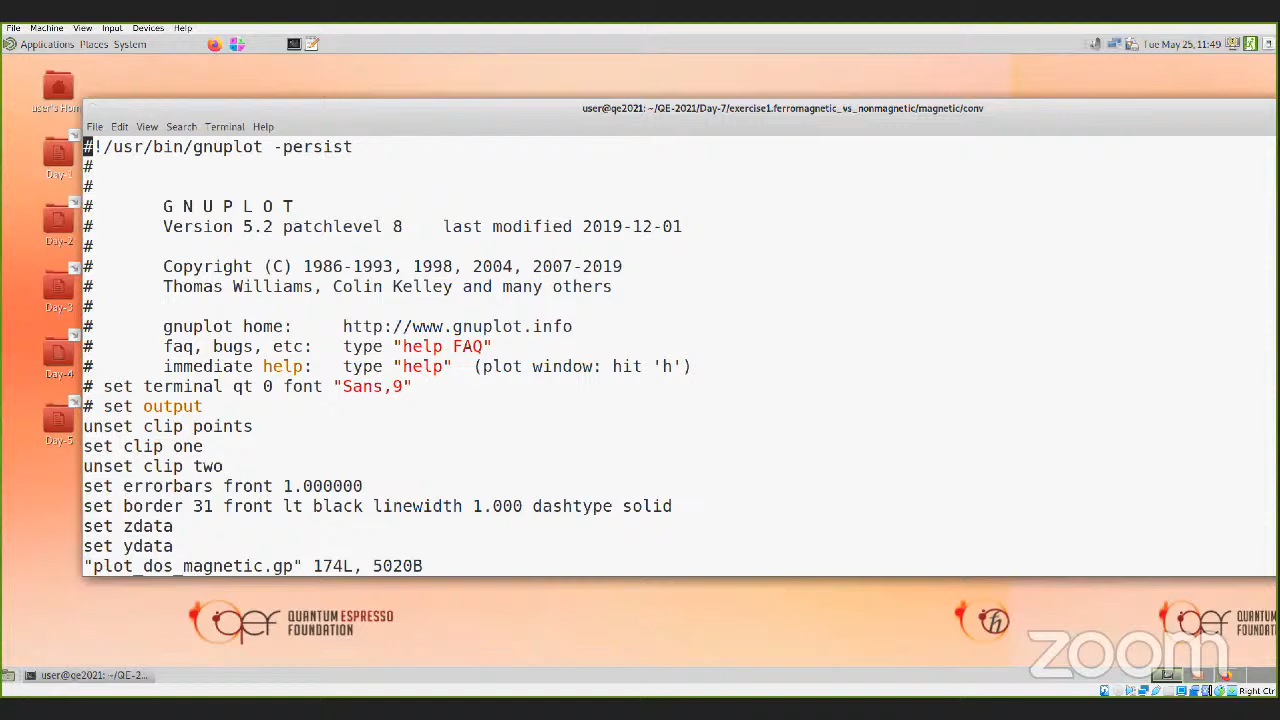 File Machine View Input Devices Help
Applications Places System
Tue May 25, 11:49
user's Hom
Day-1
Day-2
Day-3
Day-4
Day-5
user@qe2021: ~/QE-2021/Day-7/exercise1.ferromagnetic_vs_nonmagnetic/magnetic/conv
File Edit View Search Terminal Help
#!/usr/bin/gnuplot -persist
#
#
# G N U P L O T
# Version 5.2 patchlevel 8 last modified 2019-12-01
#
# Copyright (C) 1986-1993, 1998, 2004, 2007-2019
# Thomas Williams, Colin Kelley and many others
#
# gnuplot home: http://www.gnuplot.info
# faq, bugs, etc: type "help FAQ"
# immediate help: type "help" (plot window: hit 'h')
# set terminal qt 0 font "Sans,9"
# set output
unset clip points
set clip one
unset clip two
set errorbars front 1.000000
set border 31 front lt black linewidth 1.000 dashtype solid
set zdata
set ydata
"plot_dos_magnetic.gp" 174L, 5020B
QUANTUM ESPRESSO
FOUNDATION
ħ
QUANTUM
FOUNDAT
zoom
user@qe2021: ~/QE-2...
Right Ctr